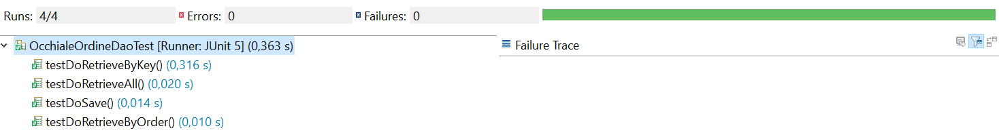 Runs: 4/4 Errors: 0 Failures: 0
OcchialeOrdineDaoTest [Runner: JUnit 5] (0,363 s)
Failure Trace
testDoRetrieveByKey() (0,316 s)
testDoRetrieveAll() (0,020 s)
testDoSave() (0,014 s)
testDoRetrieveByOrder() (0,010 s)